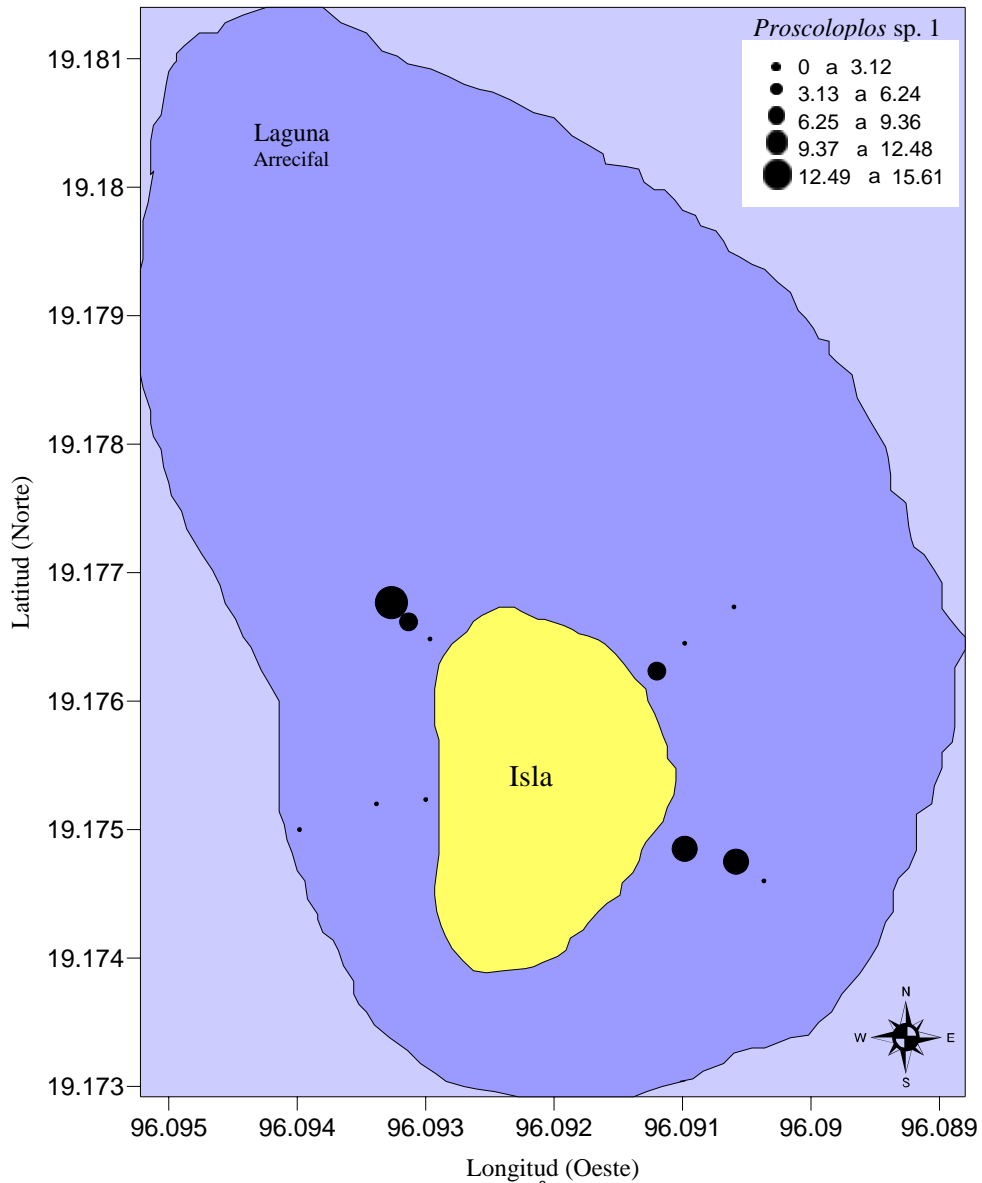 Proscoloplos sp. 1
0 a 3.12
3.13 a 6.24
6.25 a 9.36
9.37 a 12.48
12.49 a 15.61
Laguna
Arrecifal
Isla
N
W E
S
Latitud (Norte)
19.181
19.18
19.179
19.178
19.177
19.176
19.175
19.174
19.173
96.095 96.094 96.093 96.092 96.091 96.09 96.089
Longitud (Oeste)